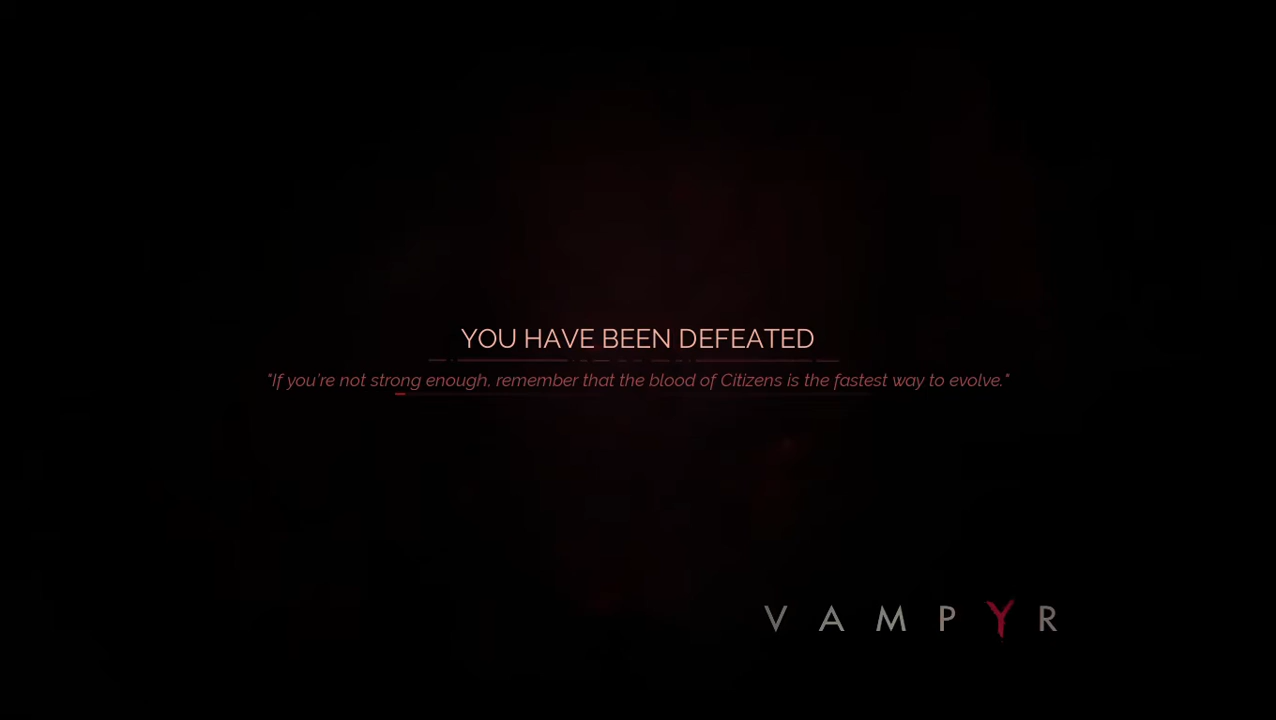 YOU HAVE BEEN DEFEATED
"If you're not strong enough, remember that the blood of Citizens is the fastest way to evolve."
VAMPYR